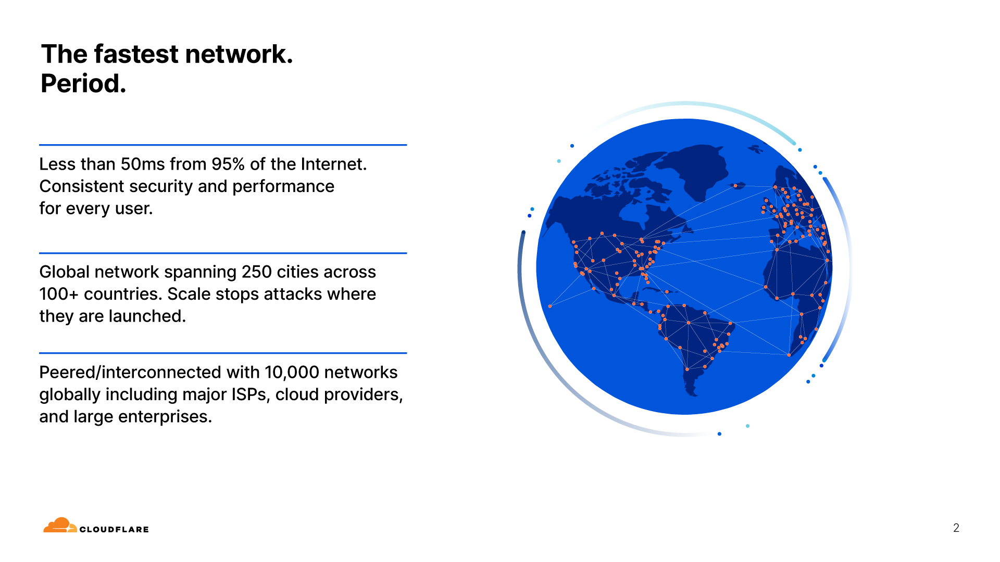 The fastest network.
Period.
Less than 50ms from 95% of the Internet.
Consistent security and performance
for every user.
Global network spanning 250 cities across
100+ countries. Scale stops attacks where
they are launched.
Peered/interconnected with 10,000 networks
globally including major ISPs, cloud providers,
and large enterprises.
CLOUDFLARE
2